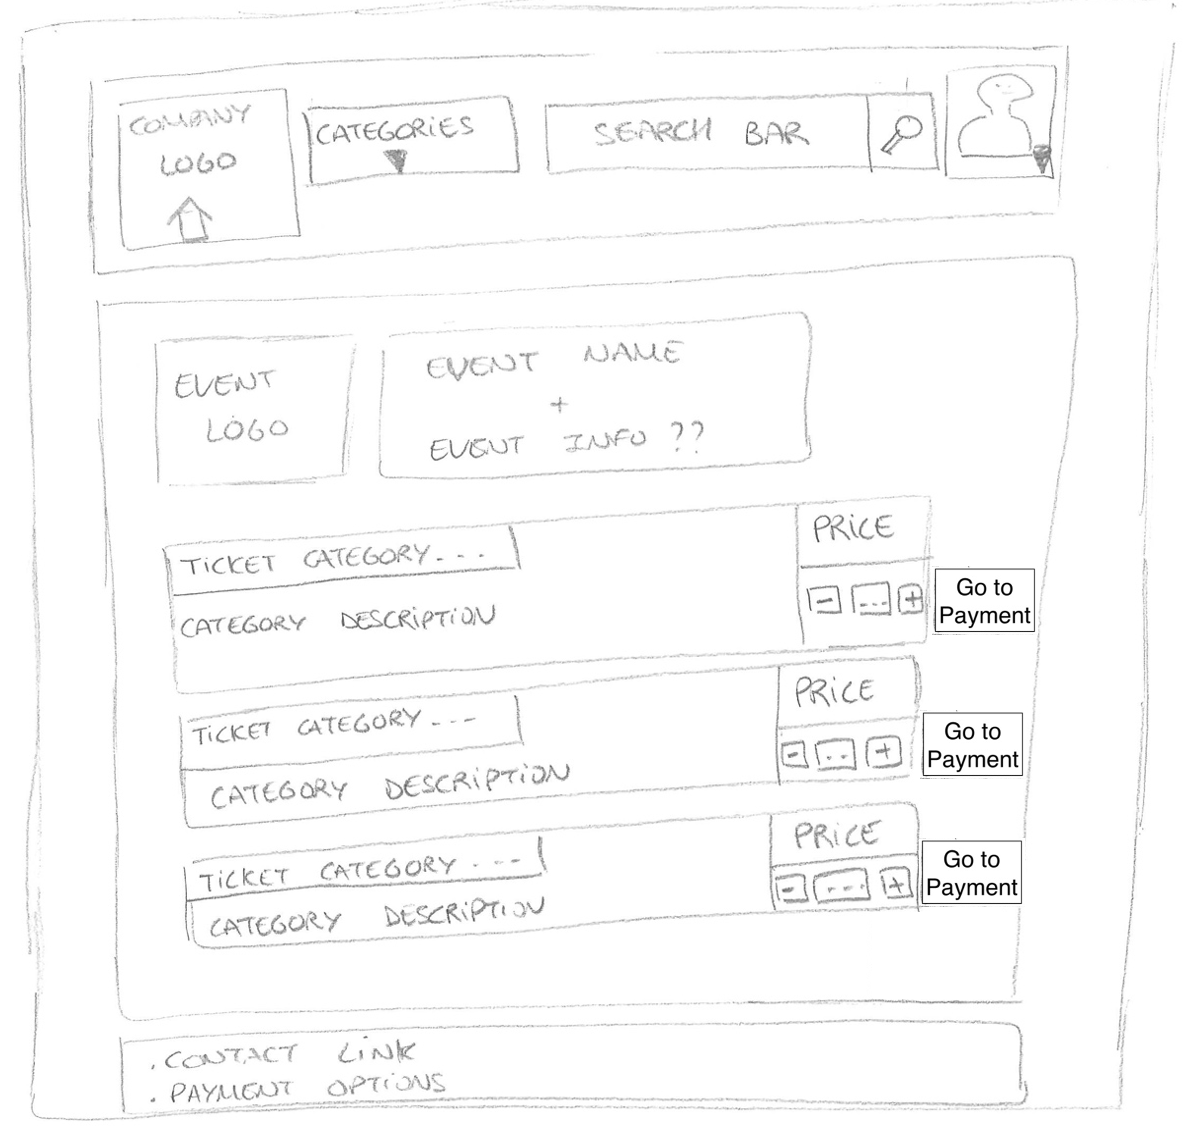 COMPANY
LOGO
CATEGORIES
SEARCH BAR
EVENT
LOGO
EVENT NAME
+
EVENT INFO ??
TICKET CATEGORY...
PRICE
CATEGORY DESCRIPTION
- ... +
Go to
Payment
TICKET CATEGORY...
PRICE
CATEGORY DESCRIPTION
- .. +
Go to
Payment
TICKET CATEGORY...
PRICE
CATEGORY DESCRIPTION
- ... +
Go to
Payment
. CONTACT LINK
. PAYMENT OPTIONS